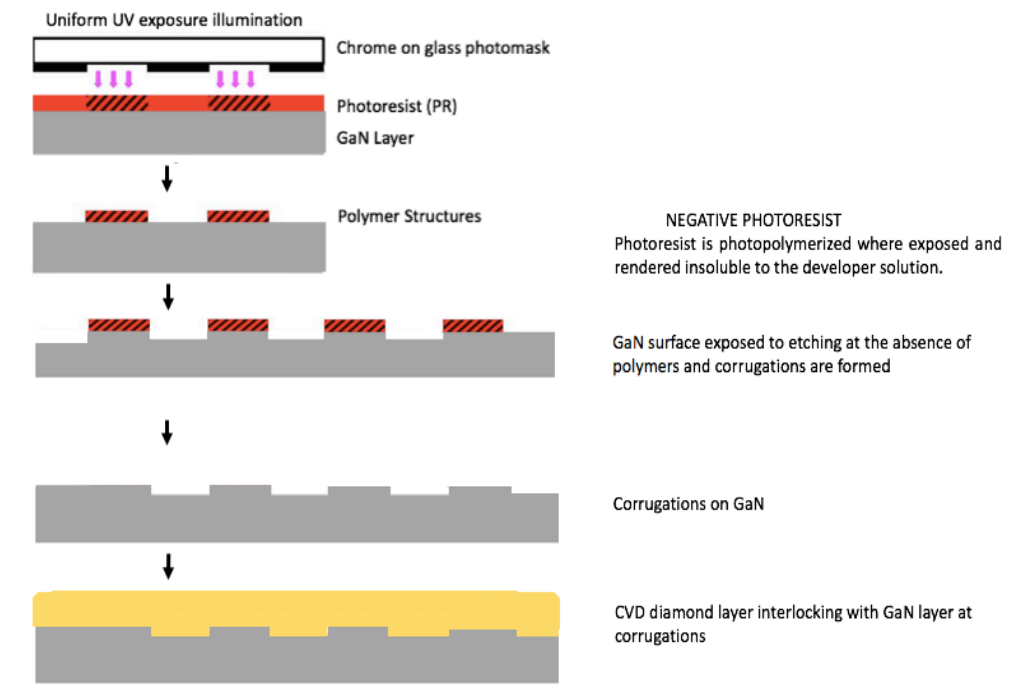 Uniform UV exposure illumination
Chrome on glass photomask
Photoresist (PR)
GaN Layer
Polymer Structures
NEGATIVE PHOTORESIST
Photoresist is photopolymerized where exposed and
rendered insoluble to the developer solution.
GaN surface exposed to etching at the absence of
polymers and corrugations are formed
Corrugations on GaN
CVD diamond layer interlocking with GaN layer at
corrugations